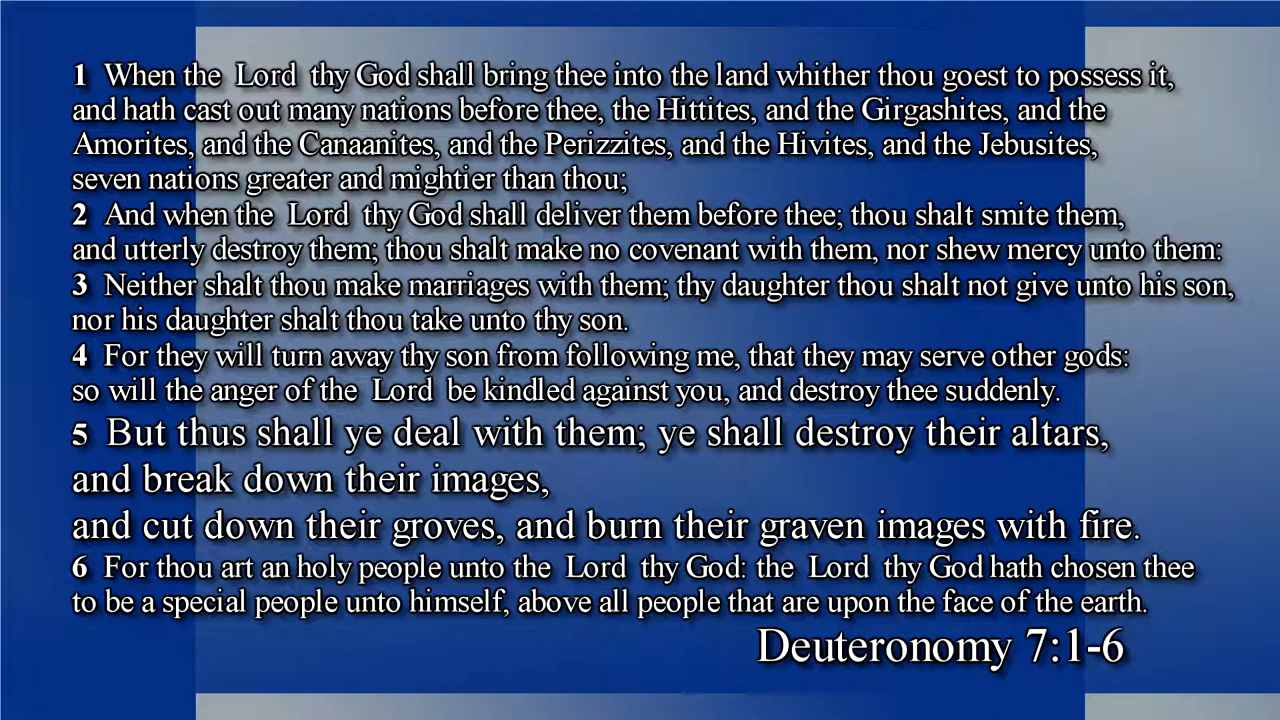 1 When the Lord thy God shall bring thee into the land whither thou goest to possess it,
and hath cast out many nations before thee, the Hittites, and the Girgashites, and the
Amorites, and the Canaanites, and the Perizzites, and the Hivites, and the Jebusites,
seven nations greater and mightier than thou;
2 And when the Lord thy God shall deliver them before thee; thou shalt smite them,
and utterly destroy them; thou shalt make no covenant with them, nor shew mercy unto them:
3 Neither shalt thou make marriages with them; thy daughter thou shalt not give unto his son,
nor his daughter shalt thou take unto thy son.
4 For they will turn away thy son from following me, that they may serve other gods:
so will the anger of the Lord be kindled against you, and destroy thee suddenly.
5 But thus shall ye deal with them; ye shall destroy their altars,
and break down their images,
and cut down their groves, and burn their graven images with fire.
6 For thou art an holy people unto the Lord thy God: the Lord thy God hath chosen thee
to be a special people unto himself, above all people that are upon the face of the earth.
Deuteronomy 7:1-6